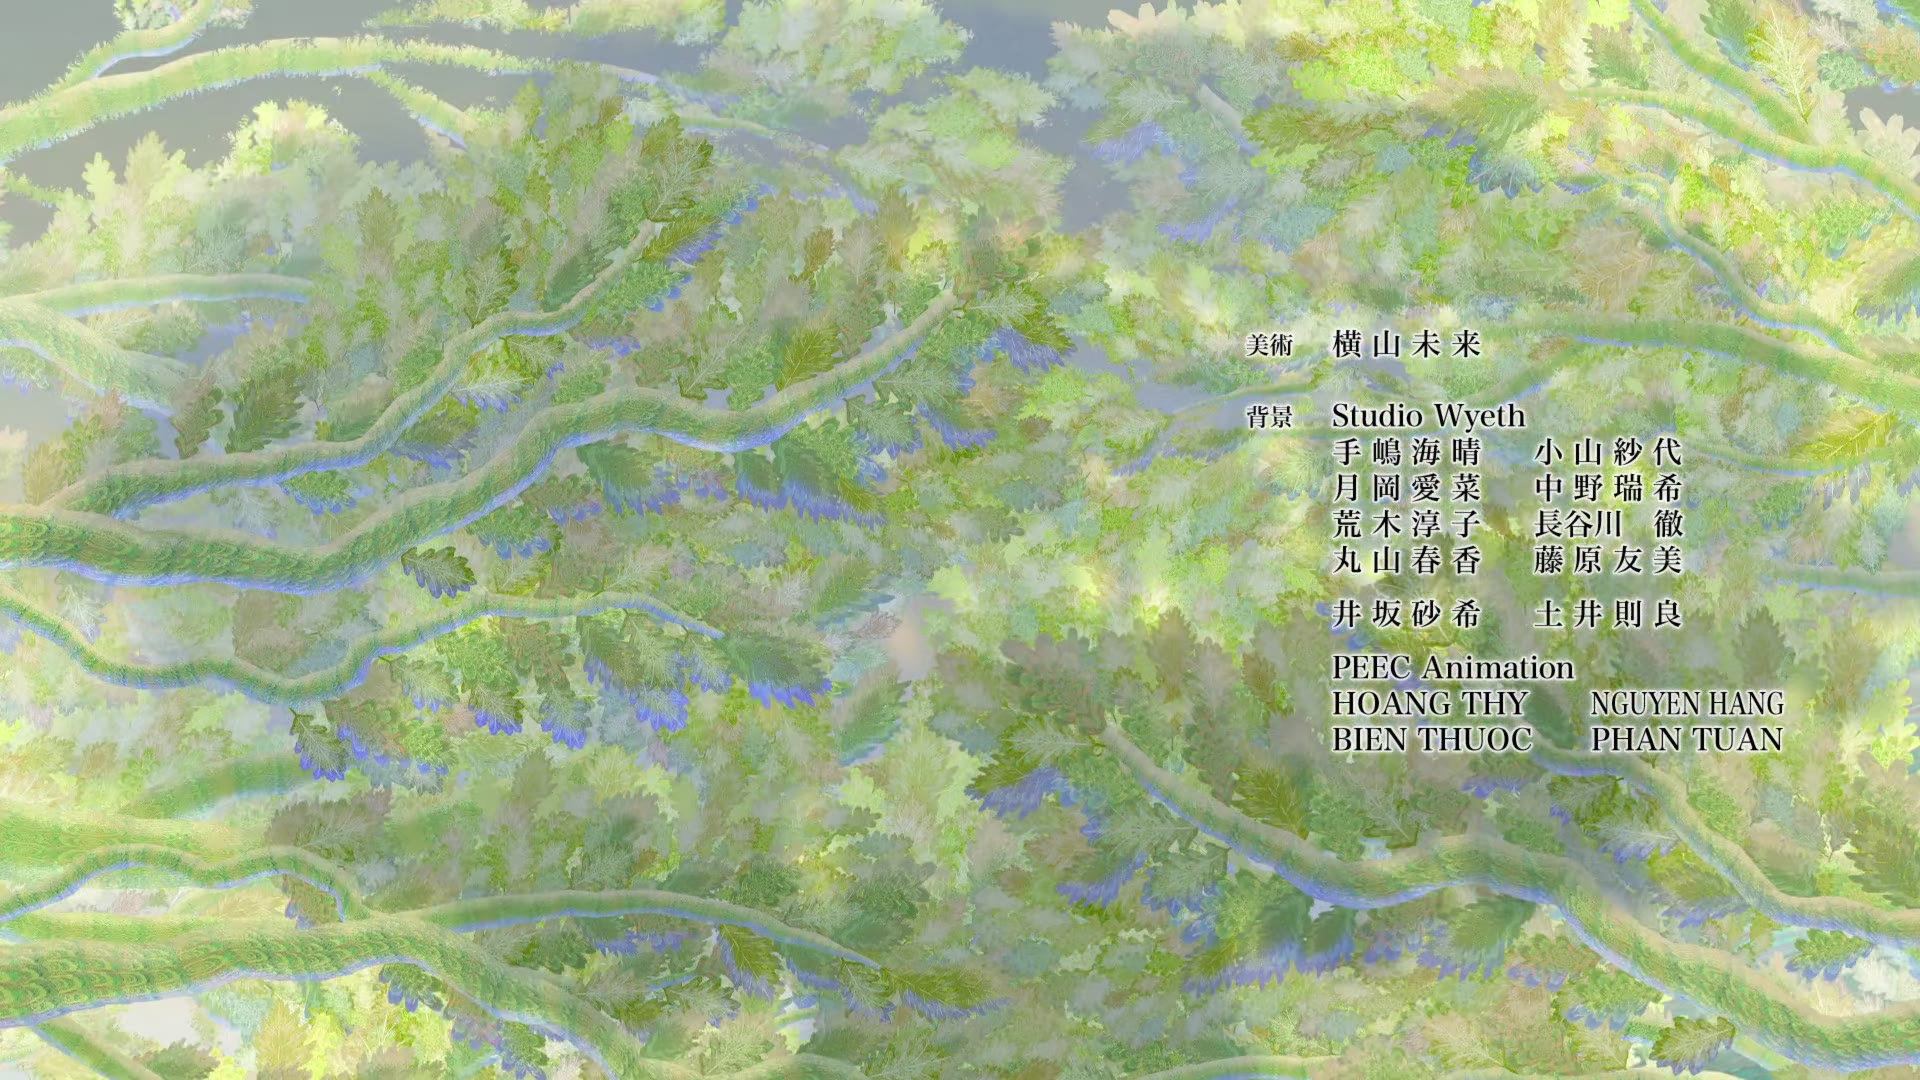 美術 横山未来
背景 Studio Wyeth
手嶋海晴 小山紗代
月岡愛菜 中野瑞希
荒木淳子 長谷川 徹
丸山春香 藤原友美
井坂砂希 土井則良
PEEC Animation
HOANG THY NGUYEN HANG
BIEN THUOC PHAN TUAN